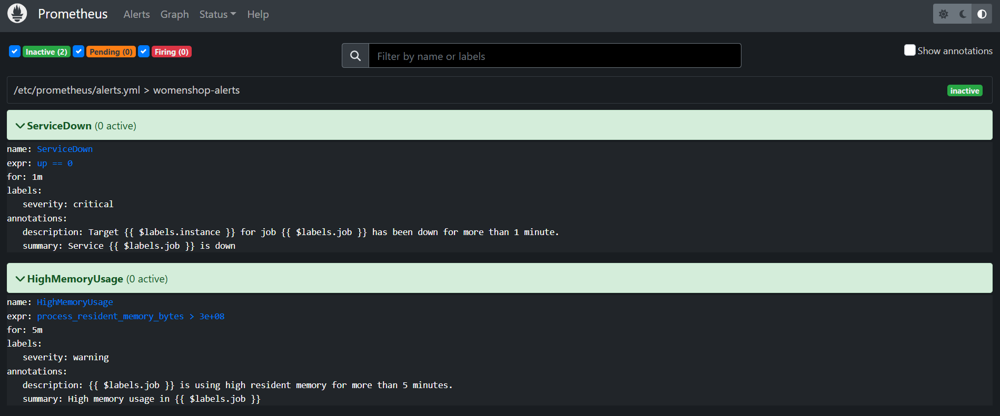 Prometheus Alerts Graph Status Help
Inactive (2) Pending (0) Firing (0) Filter by name or labels Show annotations
/etc/prometheus/alerts.yml > womenshop-alerts inactive
ServiceDown (0 active)
name: ServiceDown
expr: up == 0
for: 1m
labels:
severity: critical
annotations:
description: Target {{ $labels.instance }} for job {{ $labels.job }} has been down for more than 1 minute.
summary: Service {{ $labels.job }} is down
HighMemoryUsage (0 active)
name: HighMemoryUsage
expr: process_resident_memory_bytes > 3e+08
for: 5m
labels:
severity: warning
annotations:
description: {{ $labels.job }} is using high resident memory for more than 5 minutes.
summary: High memory usage in {{ $labels.job }}